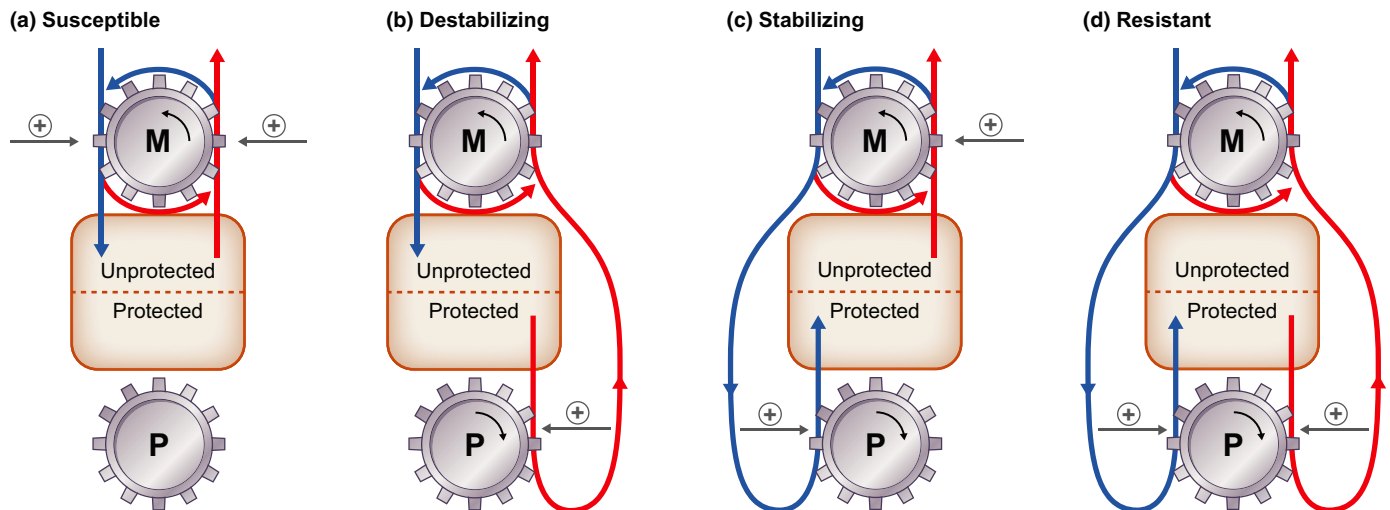 (a) Susceptible
(b) Destabilizing
(c) Stabilizing
(d) Resistant
M
+
+
Unprotected
Protected
P
M
Unprotected
Protected
P
+
M
+
Unprotected
Protected
+
P
M
Unprotected
Protected
+
P
+